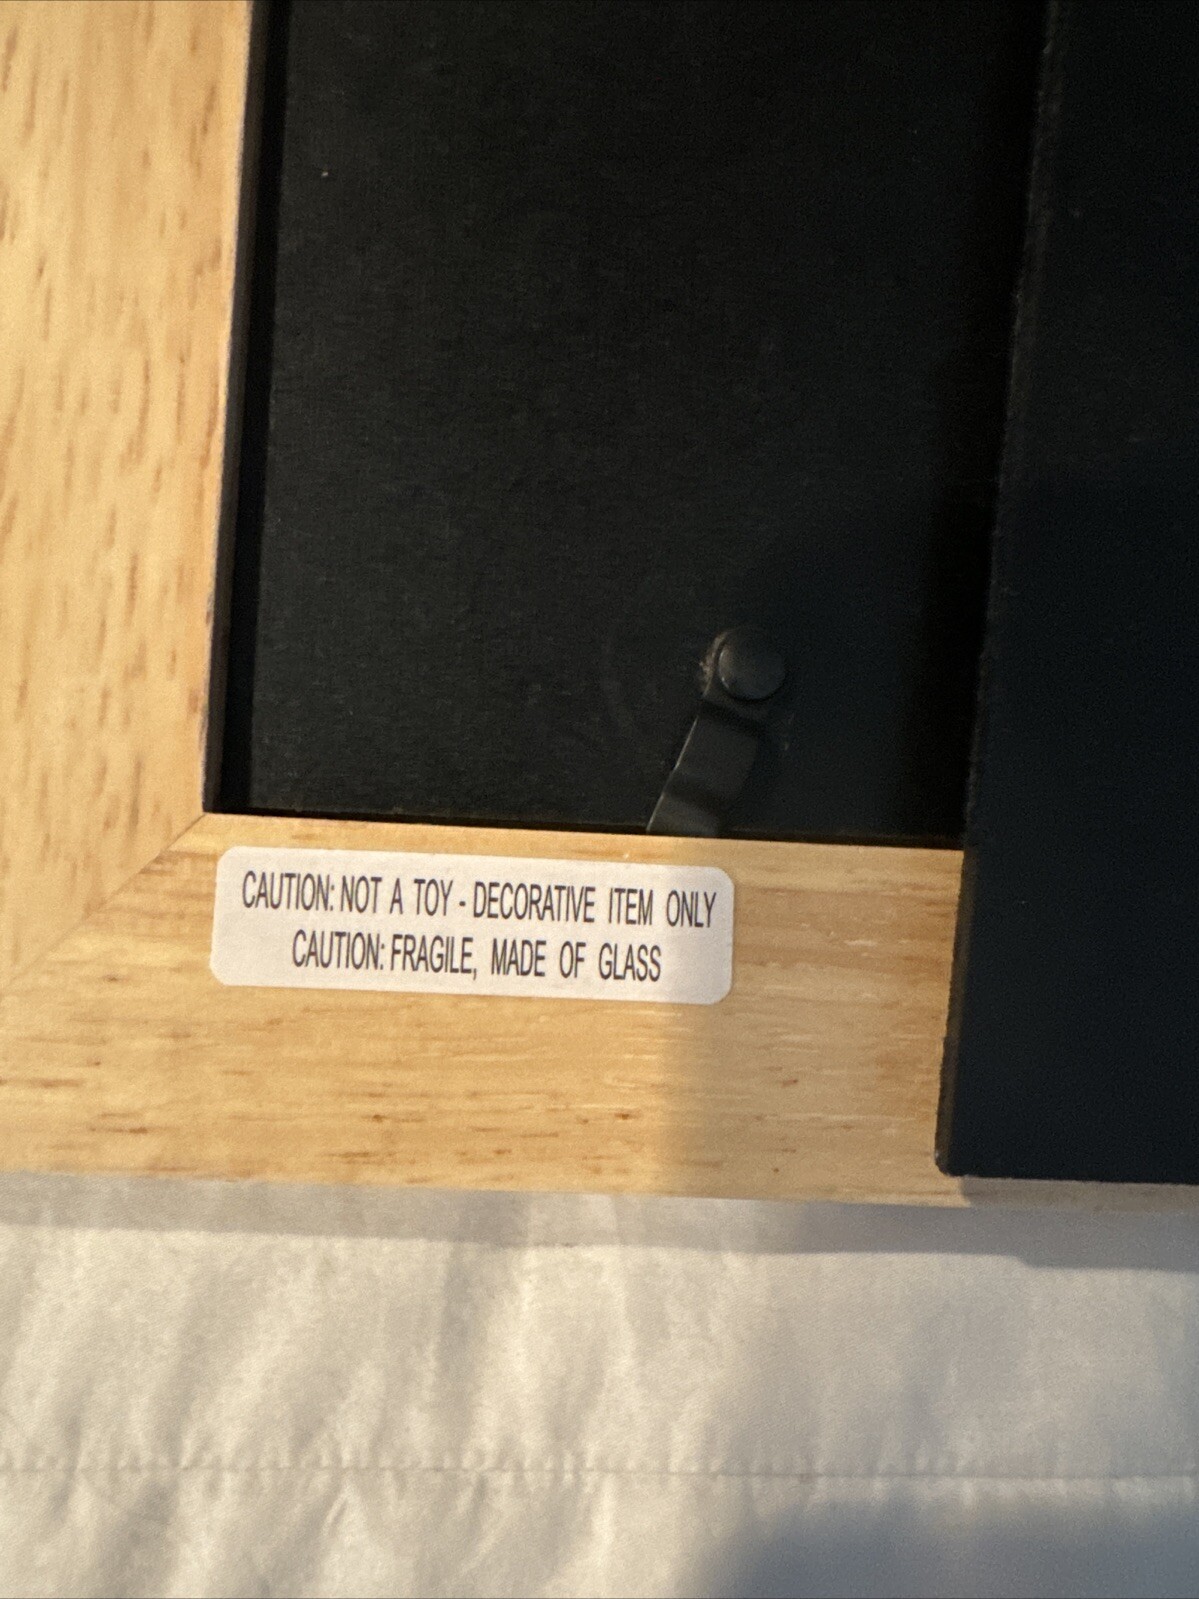 CAUTION: NOT A TOY - DECORATIVE ITEM ONLY
CAUTION: FRAGILE, MADE OF GLASS